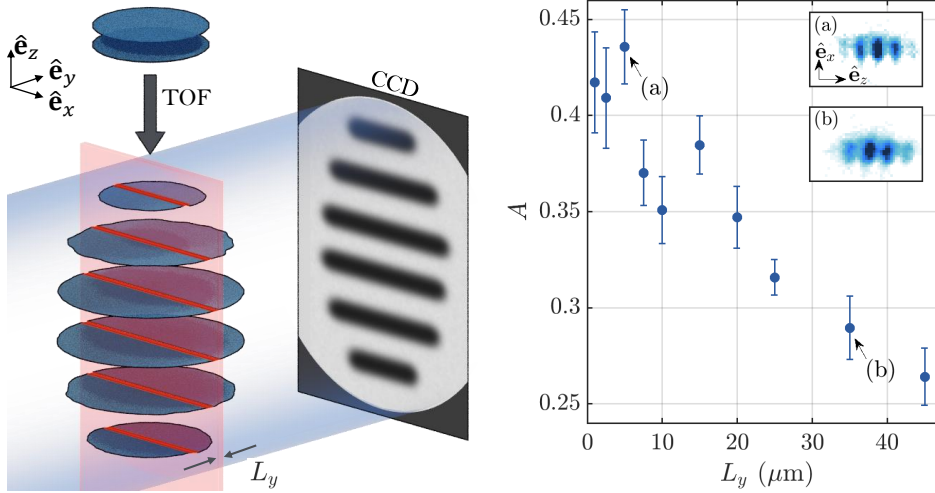 ê_z
ê_y
ê_x
TOF
CCD
L_y
0.45
0.4
0.35
0.3
0.25
A
0
10
20
30
40
L_y (μm)
(a)
(b)
(a)
ê_x
ê_z
(b)